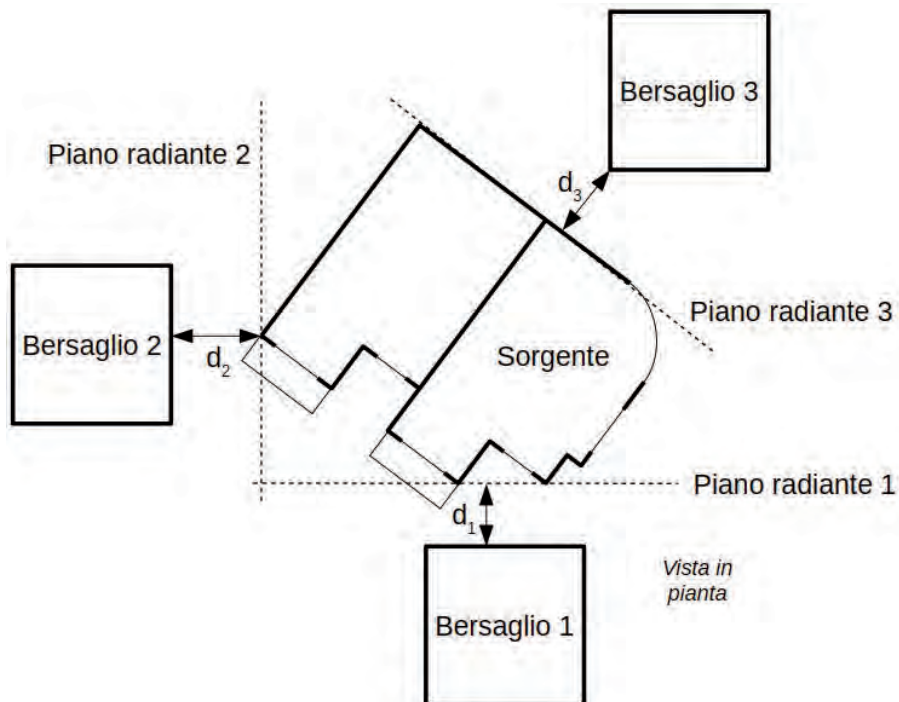 Bersaglio 3
Piano radiante 2
d3
Piano radiante 3
Bersaglio 2
d2
Sorgente
Piano radiante 1
d1
Vista in
pianta
Bersaglio 1